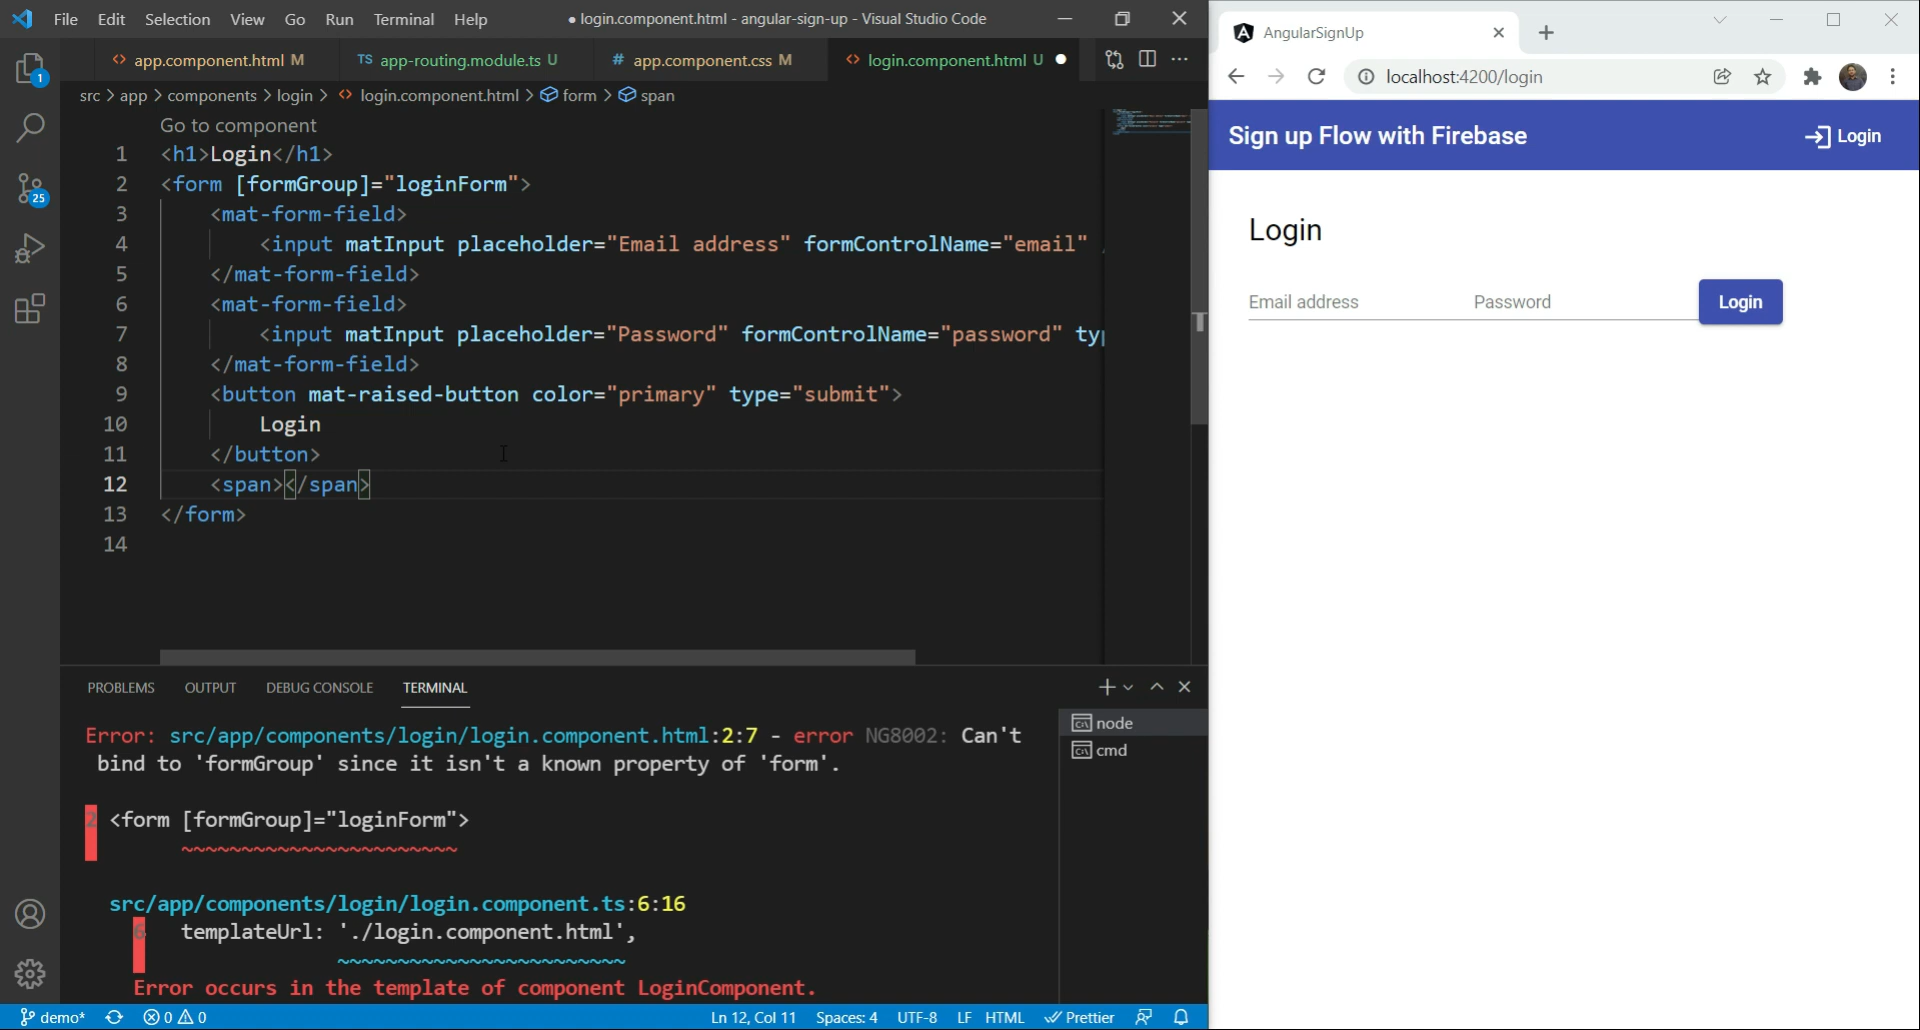 File Edit Selection View Go Run Terminal Help
● login.component.html - angular-sign-up - Visual Studio Code
app.component.html M
TS app-routing.module.ts U
# app.component.css M
<> login.component.html U ●
src > app > components > login > <> login.component.html > form > span
Go to component
1 <h1>Login</h1>
2 <form [formGroup]="loginForm">
3 <mat-form-field>
4 <input matInput placeholder="Email address" formControlName="email"
5 </mat-form-field>
6 <mat-form-field>
7 <input matInput placeholder="Password" formControlName="password" typ
8 </mat-form-field>
9 <button mat-raised-button color="primary" type="submit">
10 Login
11 </button>
12 <span></span>
13 </form>
14
1
25
PROBLEMS OUTPUT DEBUG CONSOLE TERMINAL
node
cmd
Error: src/app/components/login/login.component.html:2:7 - error NG8002: Can't
bind to 'formGroup' since it isn't a known property of 'form'.
2 <form [formGroup]="loginForm">
~~~~~~~~~~~~~~~~~~~~~~~
src/app/components/login/login.component.ts:6:16
6 templateUrl: './login.component.html',
~~~~~~~~~~~~~~~~~~~~~~~~
Error occurs in the template of component LoginComponent.
demo* 0 0 Ln 12, Col 11 Spaces: 4 UTF-8 LF HTML Prettier
AngularSignUp
localhost:4200/login
Sign up Flow with Firebase
Login
Login
Email address
Password
Login